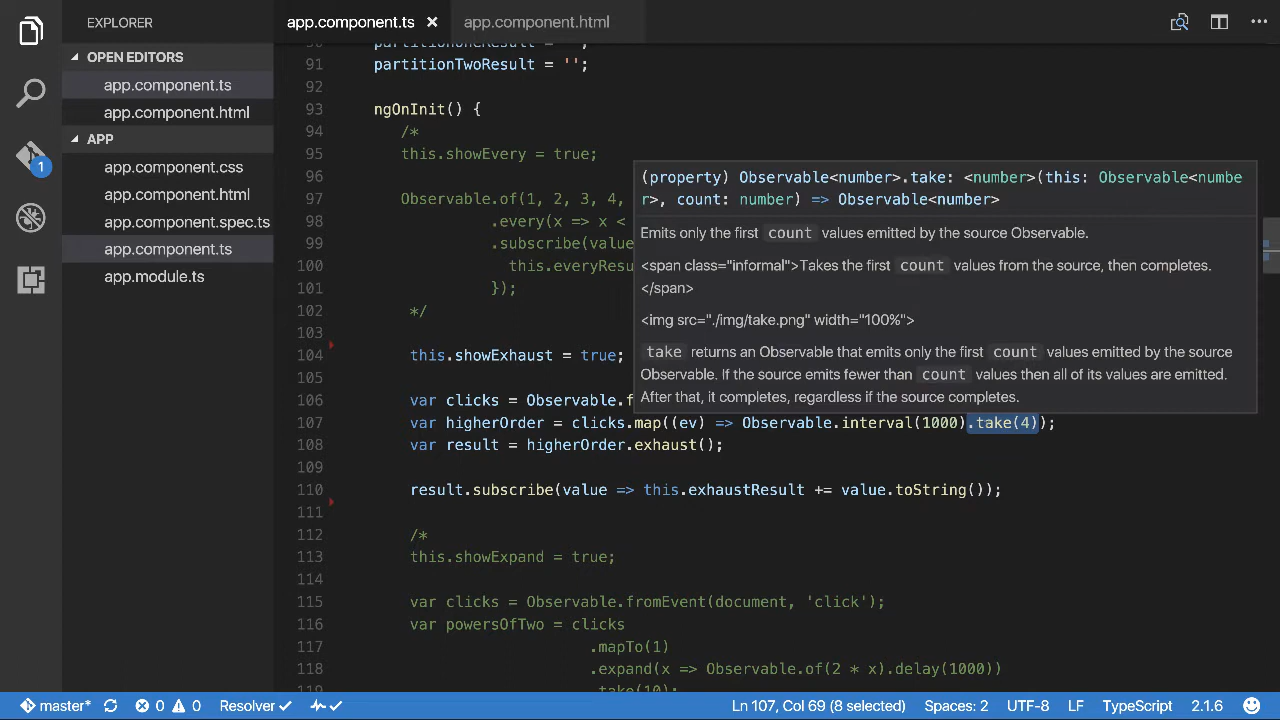 EXPLORER
OPEN EDITORS
app.component.ts
app.component.html
APP
app.component.css
app.component.html
app.component.spec.ts
app.component.ts
app.module.ts
1
app.component.ts
app.component.html
91 partitionTwoResult = '';
92
93 ngOnInit() {
94 /*
95 this.showEvery = true;
96
97 Observable.of(1, 2, 3, 4,
98 .every(x => x <
99 .subscribe(value
100 this.everyResu
101 });
102 */
103
104 this.showExhaust = true;
105
106 var clicks = Observable.f
107 var higherOrder = clicks.map((ev) => Observable.interval(1000).take(4));
108 var result = higherOrder.exhaust();
109
110 result.subscribe(value => this.exhaustResult += value.toString());
111
112 /*
113 this.showExpand = true;
114
115 var clicks = Observable.fromEvent(document, 'click');
116 var powersOfTwo = clicks
117 .mapTo(1)
118 .expand(x => Observable.of(2 * x).delay(1000))
119 .take(10);
(property) Observable<number>.take: <number>(this: Observable<numbe
r>, count: number) => Observable<number>
Emits only the first count values emitted by the source Observable.
<span class="informal">Takes the first count values from the source, then completes.
</span>
<img src="./img/take.png" width="100%">
take returns an Observable that emits only the first count values emitted by the source
Observable. If the source emits fewer than count values then all of its values are emitted.
After that, it completes, regardless if the source completes.
master* 0 0 Resolver Ln 107, Col 69 (8 selected) Spaces: 2 UTF-8 LF TypeScript 2.1.6